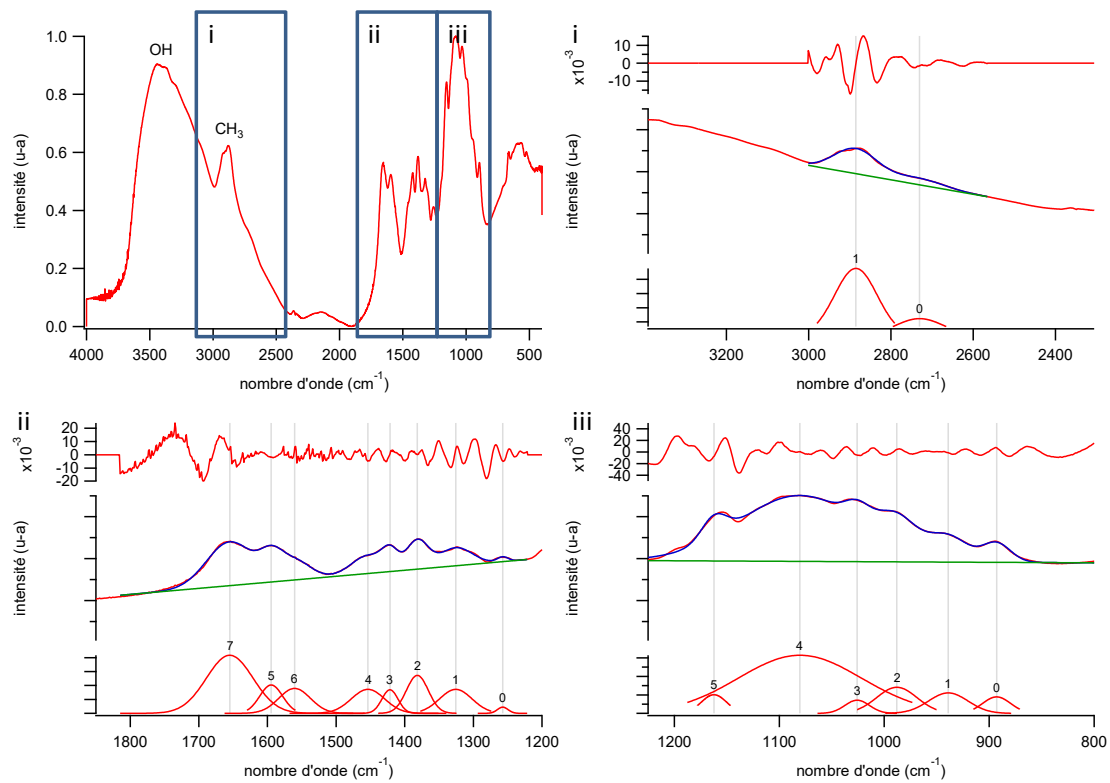 i
ii
iii
OH
CH3
1.0
0.8
0.6
0.4
0.2
0.0
intensité (u-a)
4000 3500 3000 2500 2000 1500 1000 500
nombre d'onde (cm-1)
i
x10-3
10
0
-10
intensité (u-a)
1
0
3200 3000 2800 2600 2400
nombre d'onde (cm-1)
ii
x10-3
20
10
0
-10
-20
intensité (u-a)
7 5 6 4 3 2 1 0
1800 1700 1600 1500 1400 1300 1200
nombre d'onde (cm-1)
iii
x10-3
40
20
0
-20
-40
intensité (u-a)
5 4 3 2 1 0
1200 1100 1000 900 800
nombre d'onde (cm-1)